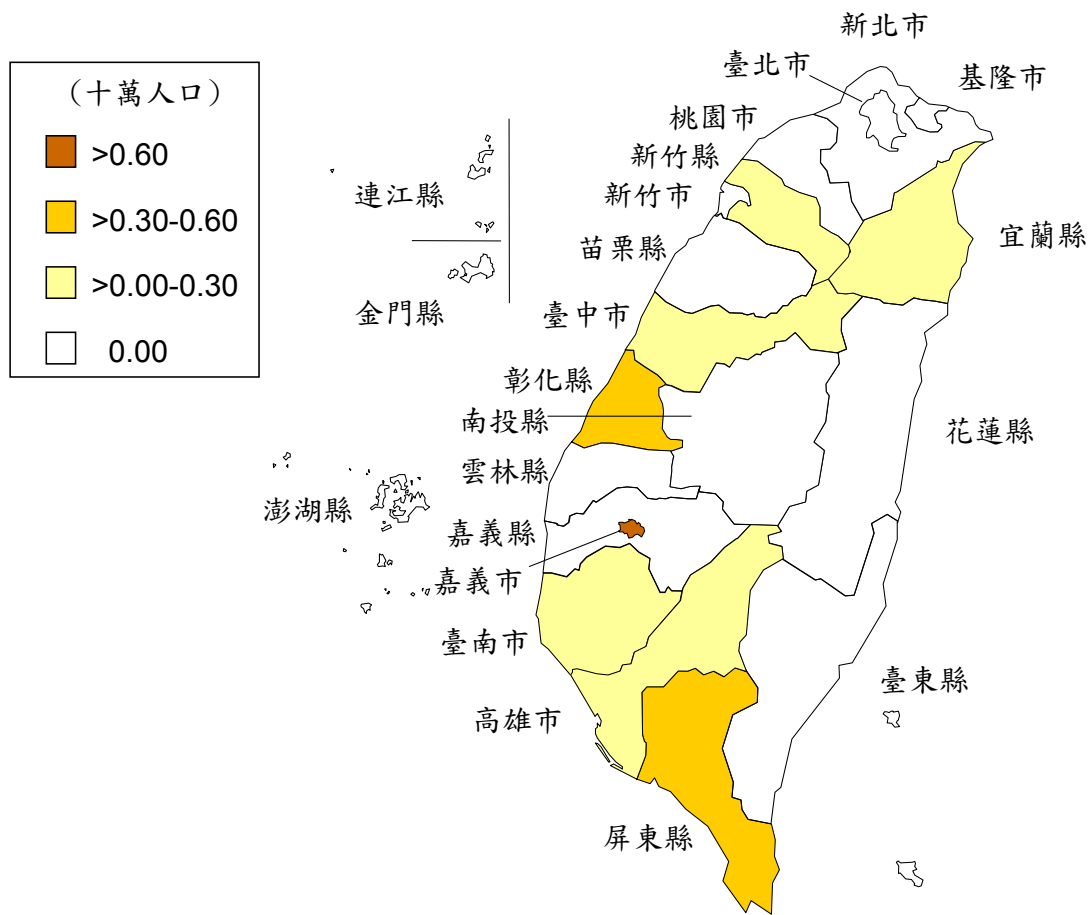 （十萬人口）
>0.60
>0.30-0.60
>0.00-0.30
0.00
新北市
臺北市
基隆市
桃園市
新竹縣
新竹市
連江縣
苗栗縣
宜蘭縣
金門縣
臺中市
彰化縣
南投縣
花蓮縣
雲林縣
澎湖縣
嘉義縣
嘉義市
臺南市
臺東縣
高雄市
屏東縣